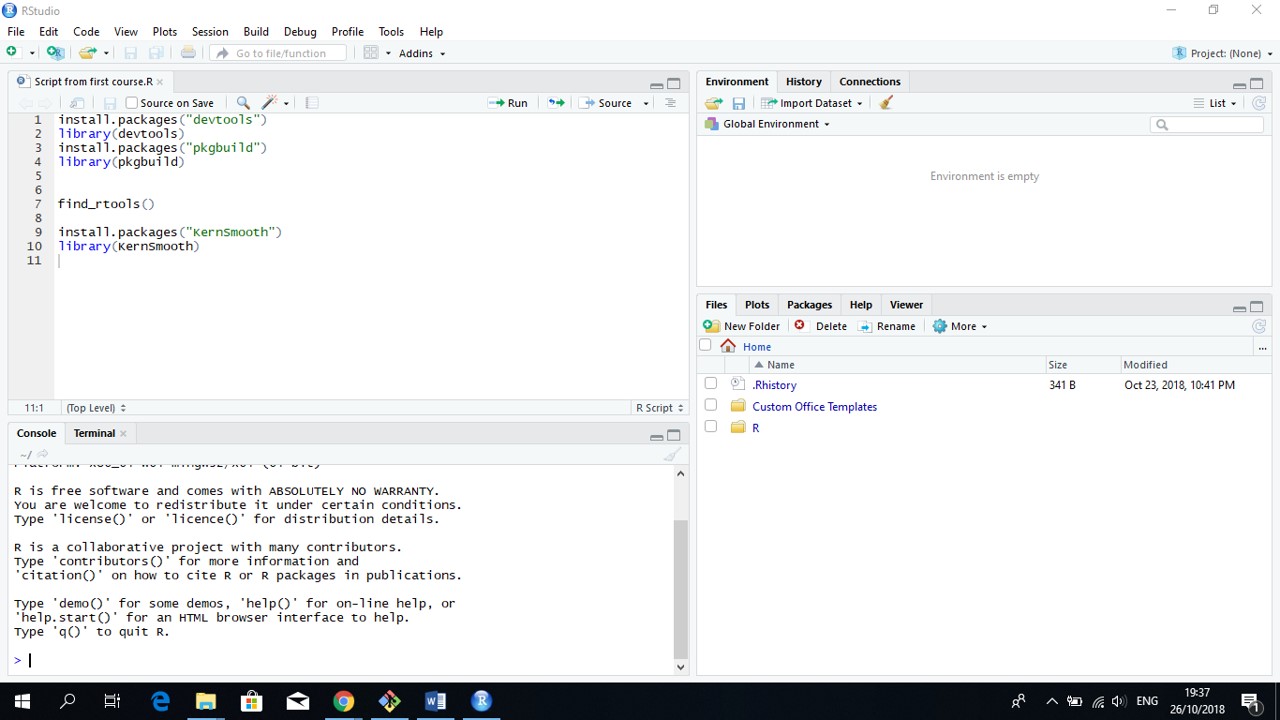 RStudio
File Edit Code View Plots Session Build Debug Profile Tools Help
Go to file/function Addins Project: (None)
Script from first course.R
Source on Save Run Source
1 install.packages("devtools")
2 library(devtools)
3 install.packages("pkgbuild")
4 library(pkgbuild)
5
6
7 find_rtools()
8
9 install.packages("KernSmooth")
10 library(KernSmooth)
11
11:1 (Top Level) R Script
Console Terminal
~/
R is free software and comes with ABSOLUTELY NO WARRANTY.
You are welcome to redistribute it under certain conditions.
Type 'license()' or 'licence()' for distribution details.
R is a collaborative project with many contributors.
Type 'contributors()' for more information and
'citation()' on how to cite R or R packages in publications.
Type 'demo()' for some demos, 'help()' for on-line help, or
'help.start()' for an HTML browser interface to help.
Type 'q()' to quit R.
>
Environment History Connections
Import Dataset List
Global Environment
Environment is empty
Files Plots Packages Help Viewer
New Folder Delete Rename More
Home ...
Name Size Modified
.Rhistory 341 B Oct 23, 2018, 10:41 PM
Custom Office Templates
R
ENG 19:37
26/10/2018 1